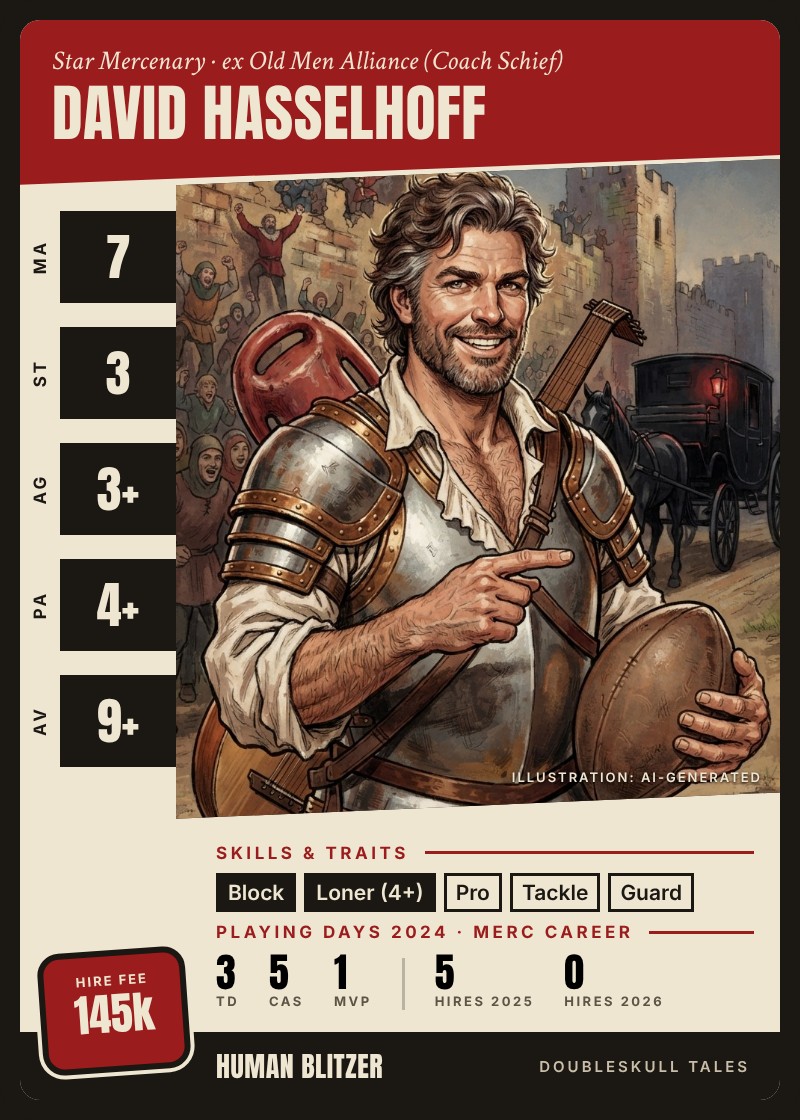 Star Mercenary · ex Old Men Alliance (Coach Schief)
DAVID HASSELHOFF
MA
7
ST
3
AG
3+
PA
4+
AV
9+
ILLUSTRATION: AI-GENERATED
SKILLS & TRAITS
Block Loner (4+) Pro Tackle Guard
PLAYING DAYS 2024 · MERC CAREER
3 5 1 5 0
TD CAS MVP HIRES 2025 HIRES 2026
HIRE FEE
145K
HUMAN BLITZER
DOUBLESKULL TALES